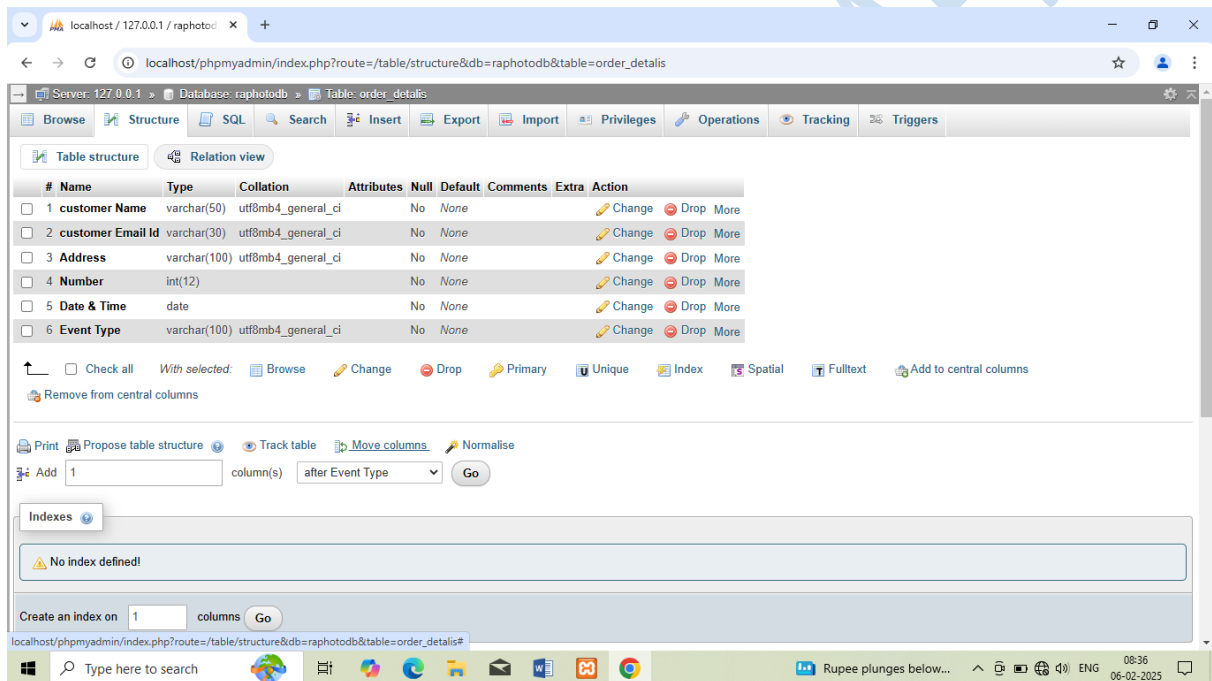 localhost / 127.0.0.1 / raphotod
localhost/phpmyadmin/index.php?route=/table/structure&db=raphotodb&table=order_detalis
Server: 127.0.0.1 » Database: raphotodb » Table: order_detalis
Browse Structure SQL Search Insert Export Import Privileges Operations Tracking Triggers
Table structure Relation view
# Name Type Collation Attributes Null Default Comments Extra Action
1 customer Name varchar(50) utf8mb4_general_ci No None Change Drop More
2 customer Email Id varchar(30) utf8mb4_general_ci No None Change Drop More
3 Address varchar(100) utf8mb4_general_ci No None Change Drop More
4 Number int(12) No None Change Drop More
5 Date & Time date No None Change Drop More
6 Event Type varchar(100) utf8mb4_general_ci No None Change Drop More
Check all With selected: Browse Change Drop Primary Unique Index Spatial Fulltext Add to central columns
Remove from central columns
Print Propose table structure Track table Move columns Normalise
Add 1 column(s) after Event Type Go
Indexes
No index defined!
Create an index on 1 columns Go
localhost/phpmyadmin/index.php?route=/table/structure&db=raphotodb&table=order_detalis#
Type here to search Rupee plunges below... ENG 08:36
06-02-2025